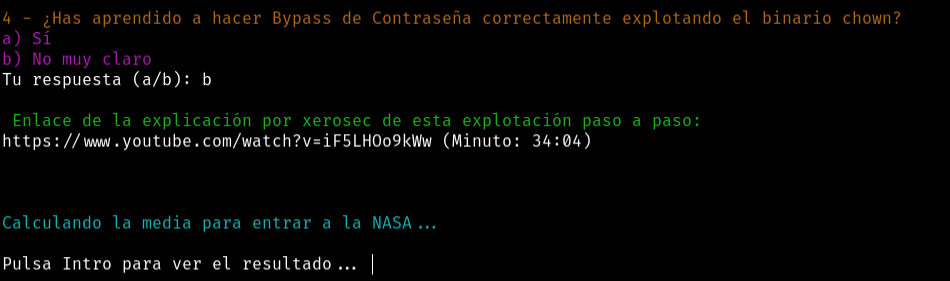 4 - ¿Has aprendido a hacer Bypass de Contraseña correctamente explotando el binario chown?
a) Sí
b) No muy claro
Tu respuesta (a/b): b
Enlace de la explicación por xerosec de esta explotación paso a paso:
https://www.youtube.com/watch?v=iF5LHOo9kWw (Minuto: 34:04)
Calculando la media para entrar a la NASA...
Pulsa Intro para ver el resultado...